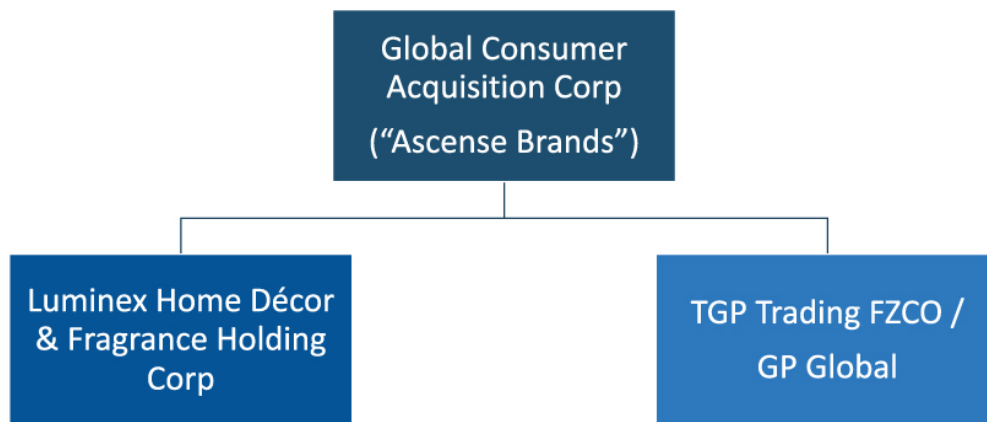 Global Consumer
Acquisition Corp
(“Ascense Brands”)
Luminex Home Décor
& Fragrance Holding
Corp
TGP Trading FZCO /
GP Global